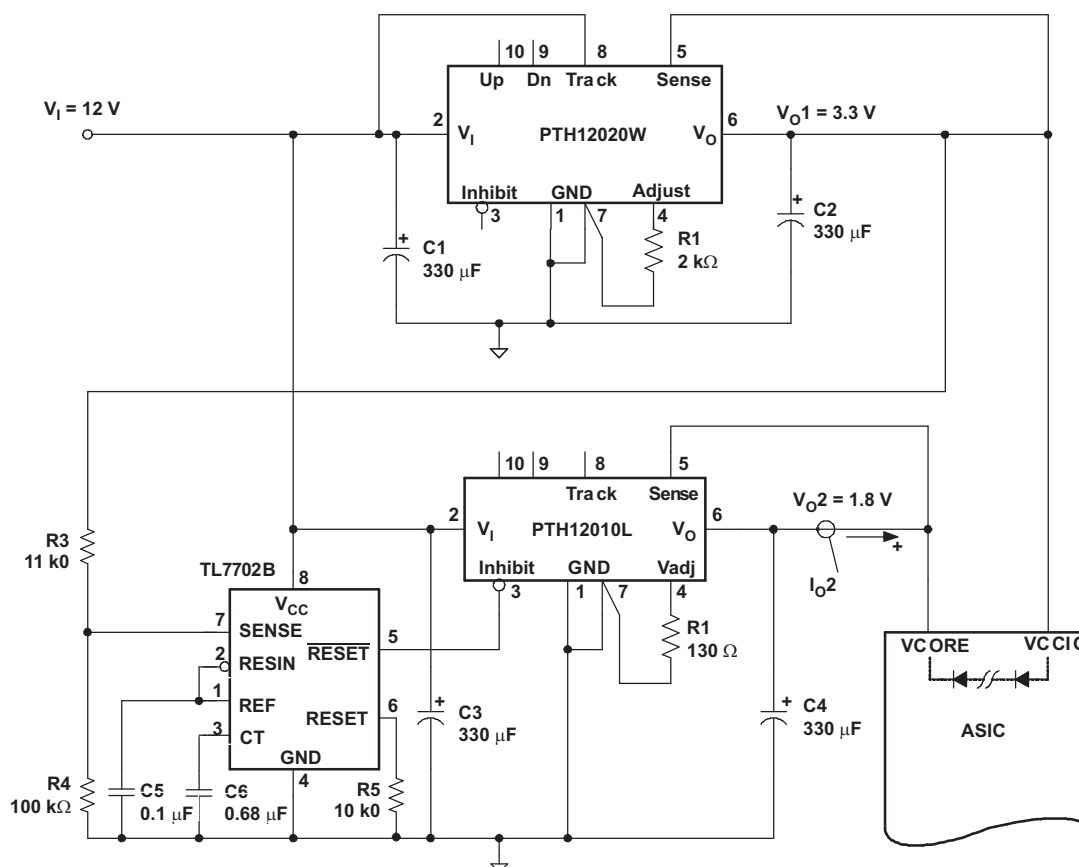 10 9 8 5
Up Dn Track Sense
V_I = 12 V
2 V_I PTH12020W V_O 6
V_O1 = 3.3 V
Inhibit GND Adjust
3 1 7 4
C1
330 μF
R1
2 kΩ
C2
330 μF
10 9 8 5
Track Sense
2 V_I PTH12010L V_O 6
V_O2 = 1.8 V
+
I_O2
Inhibit GND Vadj
3 1 7 4
R1
130 Ω
R3
11 k0
TL7702B
8
V_CC
7 SENSE
2 RESIN
1 REF
3 CT
5 RESET
RESET 6
GND
4
R4
100 kΩ
C5
0.1 μF
C6
0.68 μF
R5
10 k0
+
C3
330 μF
+
C4
330 μF
VCORE VCCIO
ASIC